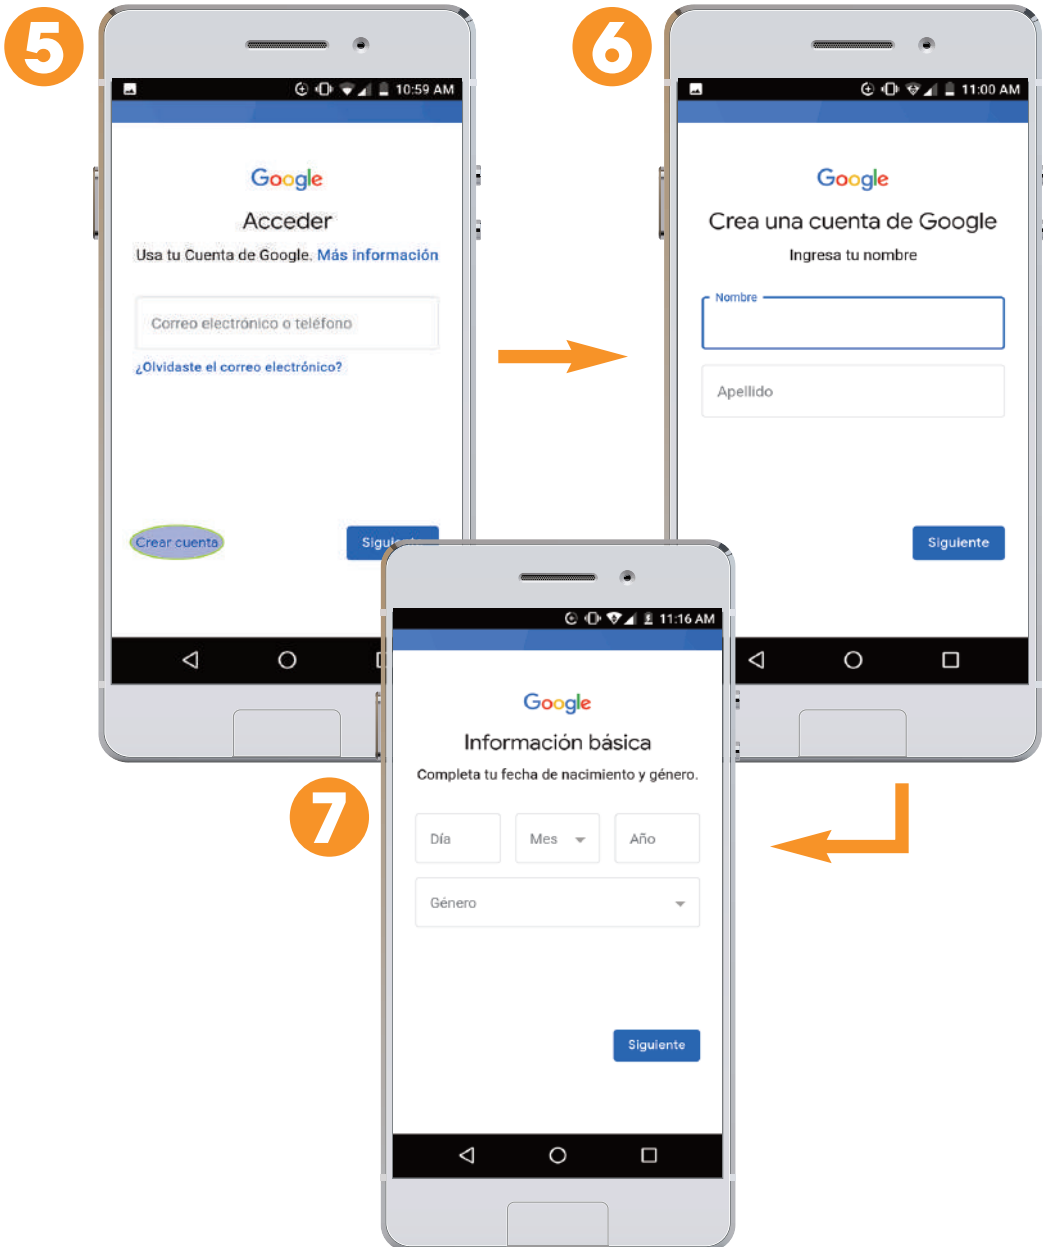 5
10:59 AM
Google
Acceder
Usa tu Cuenta de Google. Más información
Correo electrónico o teléfono
¿Olvidaste el correo electrónico?
Crear cuenta
6
11:00 AM
Google
Crea una cuenta de Google
Ingresa tu nombre
Nombre
Apellido
Siguiente
7
11:16 AM
Google
Información básica
Completa tu fecha de nacimiento y género.
Día Mes Año
Género
Siguiente